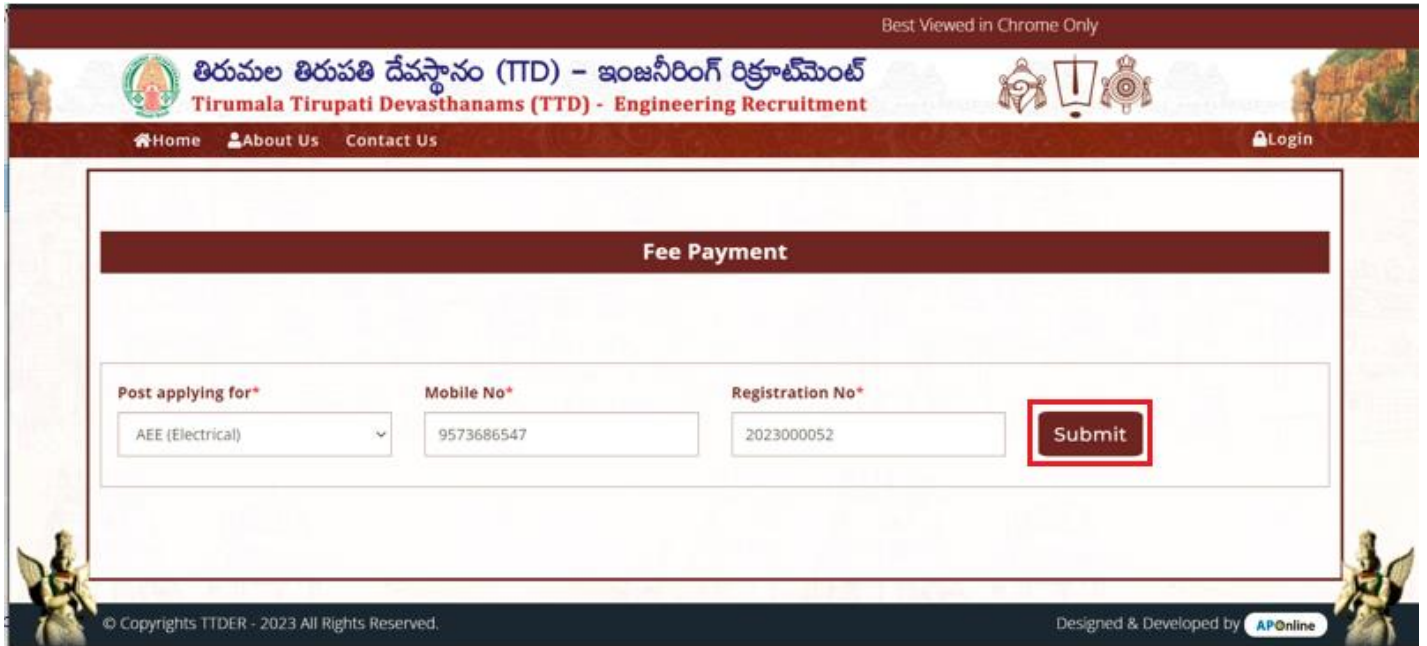 Best Viewed in Chrome Only
తిరుమల తిరుపతి దేవస్థానం (TTD) – ఇంజనీరింగ్ రిక్రూట్‌మెంట్
Tirumala Tirupati Devasthanams (TTD) - Engineering Recruitment
Home About Us Contact Us Login
Fee Payment
Post applying for* Mobile No* Registration No*
AEE (Electrical) 9573686547 2023000052 Submit
© Copyrights TTDER - 2023 All Rights Reserved. Designed & Developed by APOnline